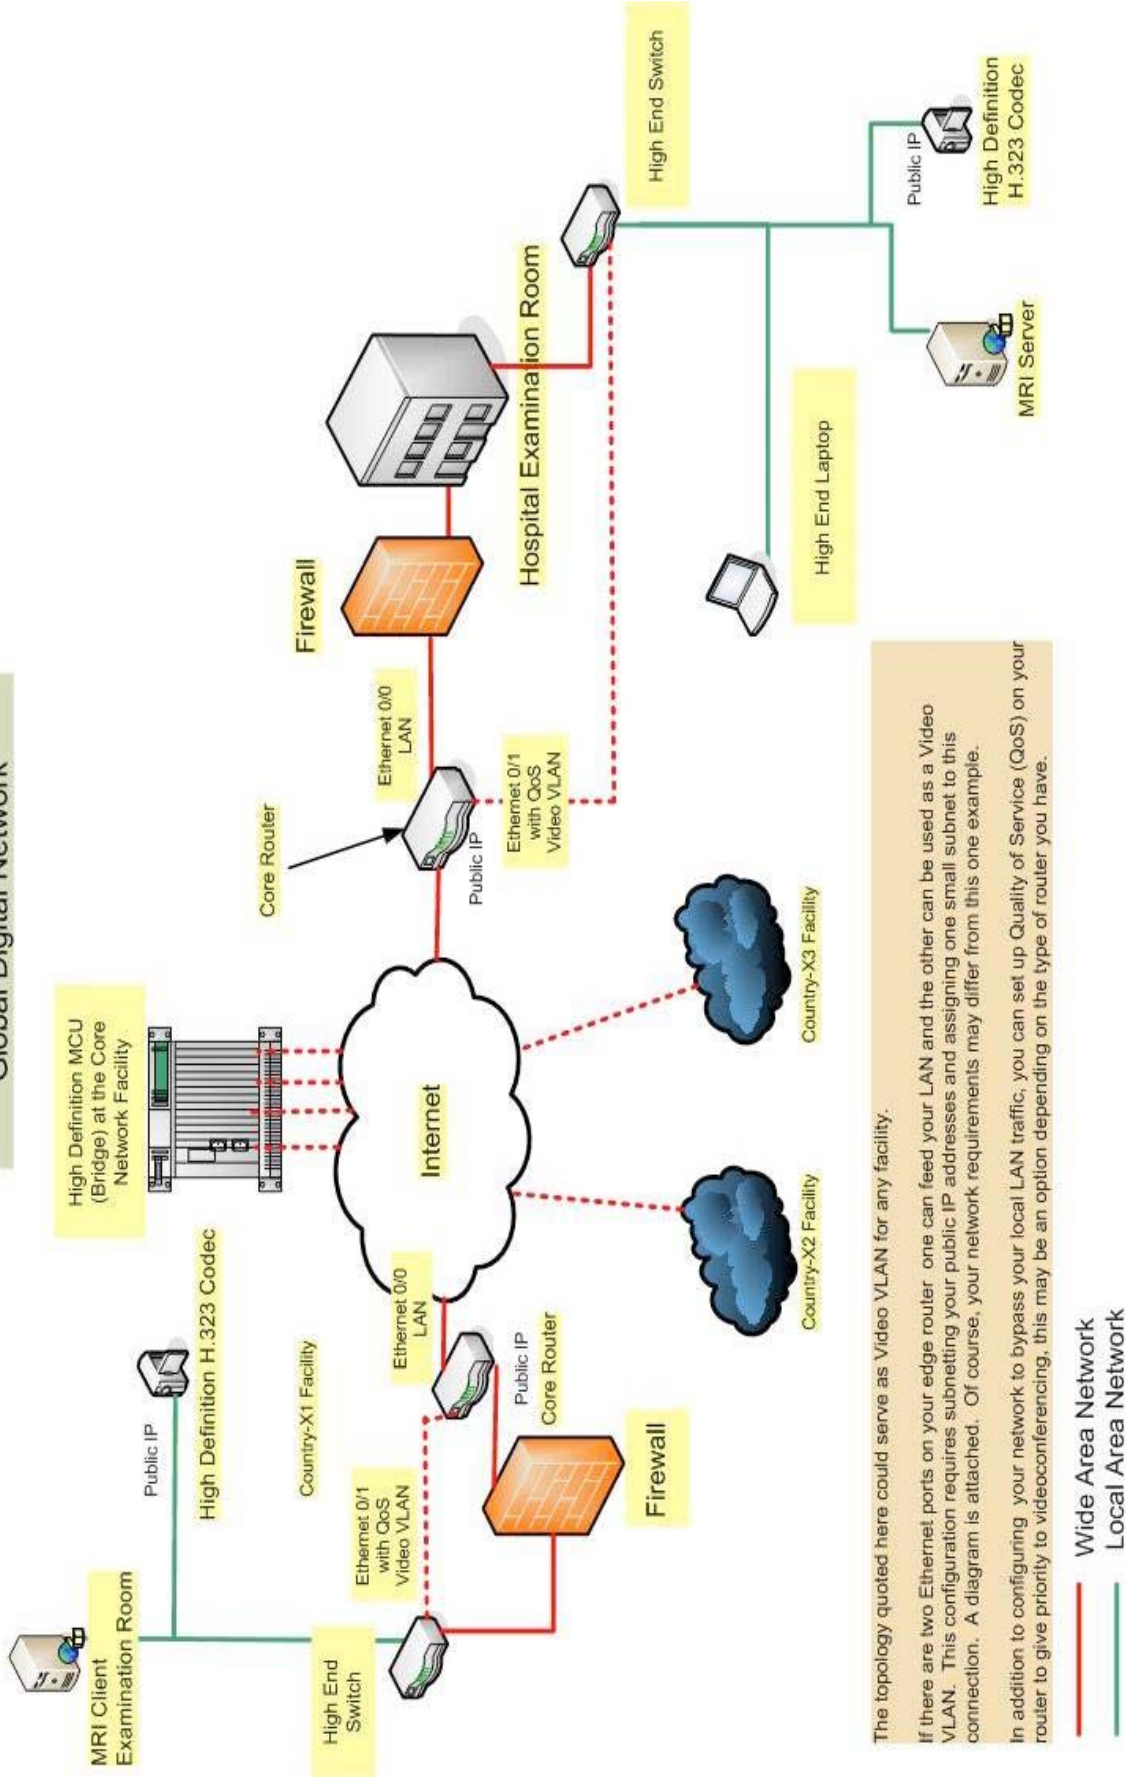 Global Digital Network
MRI Client
Examination Room
Public IP
High Definition H.323 Codec
High Definition MCU
(Bridge) at the Core
Network Facility
Country-X1 Facility
High End
Switch
Ethernet 0/1
with QoS
Video VLAN
Ethernet 0/0
LAN
Public IP
Core Router
Firewall
Internet
Country-X2 Facility
Country-X3 Facility
Core Router
Public IP
Ethernet 0/0
LAN
Ethernet 0/1
with QoS
Video VLAN
Firewall
Hospital Examination Room
High End Switch
High End Laptop
MRI Server
Public IP
High Definition
H.323 Codec
The topology quoted here could serve as Video VLAN for any facility.
If there are two Ethernet ports on your edge router one can feed your LAN and the other can be used as a Video
VLAN. This configuration requires subnetting your public IP addresses and assigning one small subnet to this
connection. A diagram is attached. Of course, your network requirements may differ from this one example.
In addition to configuring your network to bypass your local LAN traffic, you can set up Quality of Service (QoS) on your
router to give priority to videoconferencing, this may be an option depending on the type of router you have.
Wide Area Network
Local Area Network